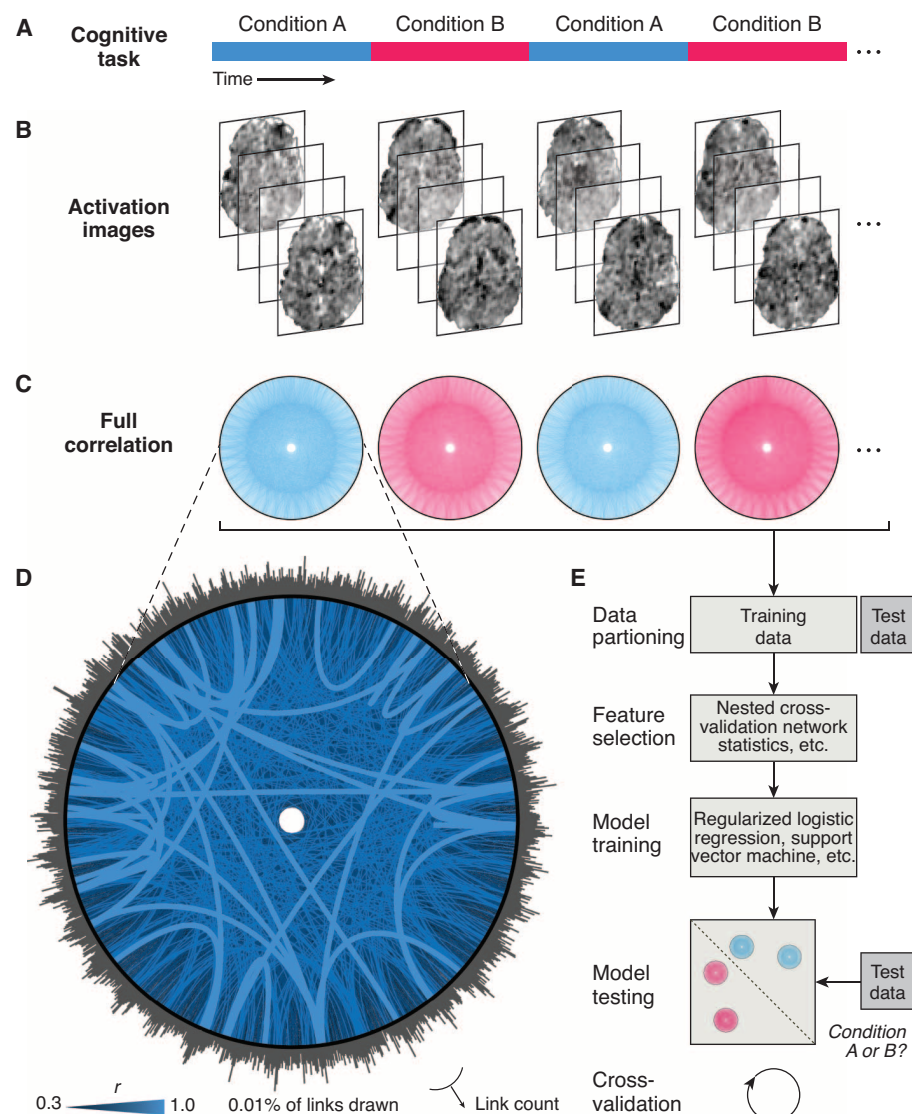 A
Cognitive
task
Condition A
Condition B
Condition A
Condition B
...
Time
B
Activation
images
...
C
Full
correlation
...
D
r
0.3
1.0
0.01% of links drawn
Link count
E
Data
partioning
Training
data
Test
data
Feature
selection
Nested cross-
validation network
statistics, etc.
Model
training
Regularized logistic
regression, support
vector machine, etc.
Model
testing
Test
data
Condition
A or B?
Cross-
validation